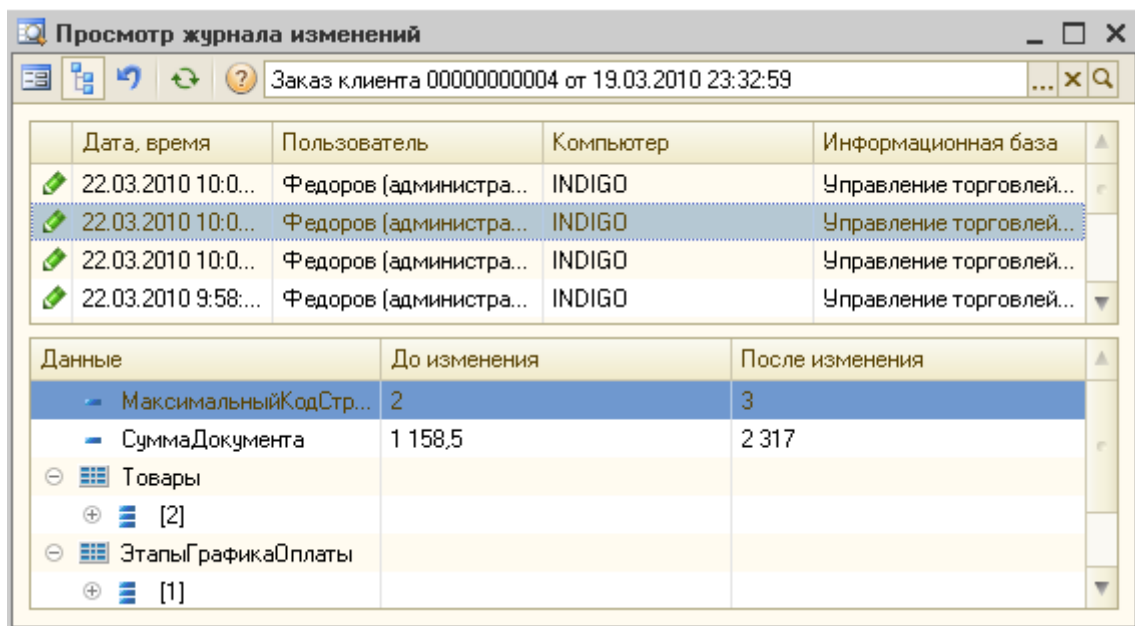 Просмотр журнала изменений
Заказ клиента 00000000004 от 19.03.2010 23:32:59 ...
Дата, время Пользователь Компьютер Информационная база
22.03.2010 10:0... Федоров (администра... INDIGO Управление торговлей...
22.03.2010 10:0... Федоров (администра... INDIGO Управление торговлей...
22.03.2010 10:0... Федоров (администра... INDIGO Управление торговлей...
22.03.2010 9:58:... Федоров (администра... INDIGO Управление торговлей...
Данные До изменения После изменения
МаксимальныйКодСтр... 2 3
СуммаДокумента 1 158,5 2 317
Товары
[2]
ЭтапыГрафикаОплаты
[1]